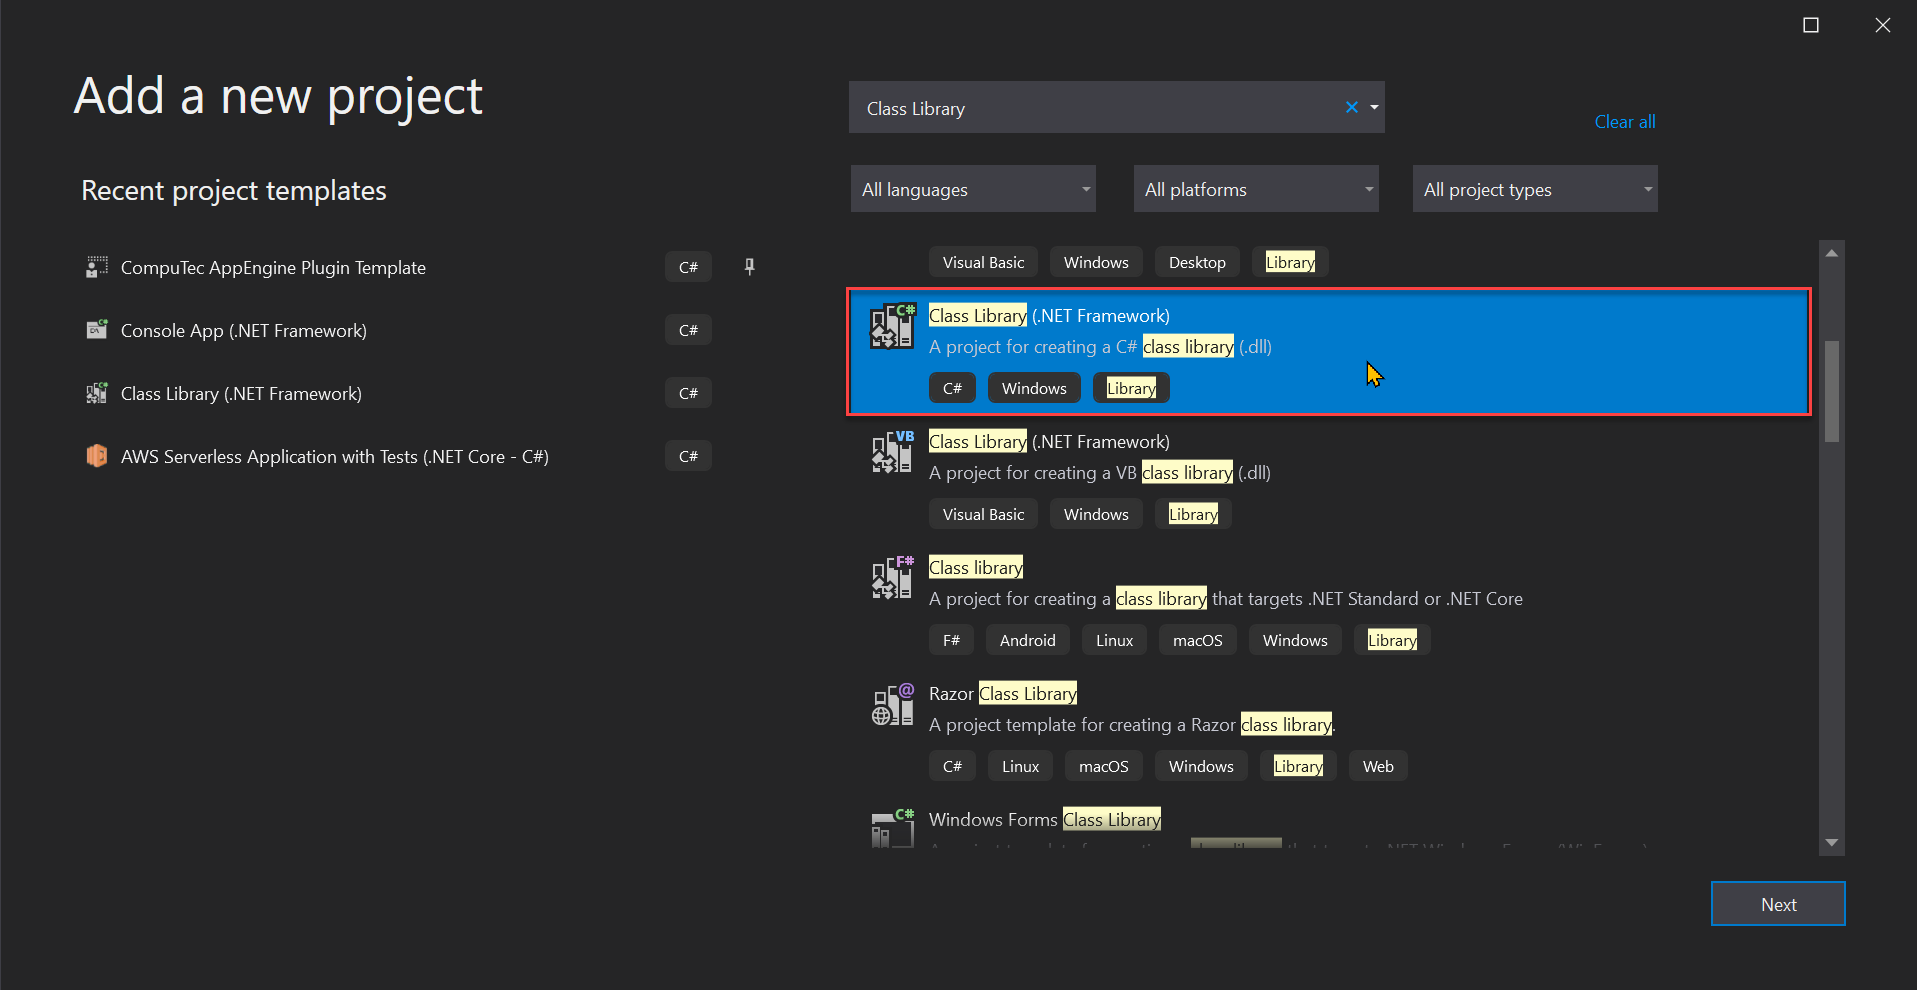 Add a new project
Recent project templates
CompuTec AppEngine Plugin Template C#
Console App (.NET Framework) C#
Class Library (.NET Framework) C#
AWS Serverless Application with Tests (.NET Core - C#) C#
Class Library
Clear all
All languages All platforms All project types
Visual Basic Windows Desktop Library
C#
Class Library (.NET Framework)
A project for creating a C# class library (.dll)
C# Windows Library
VB
Class Library (.NET Framework)
A project for creating a VB class library (.dll)
Visual Basic Windows Library
F#
Class library
A project for creating a class library that targets .NET Standard or .NET Core
F# Android Linux macOS Windows Library
@
Razor Class Library
A project template for creating a Razor class library.
C# Linux macOS Windows Library Web
C#
Windows Forms Class Library
Next